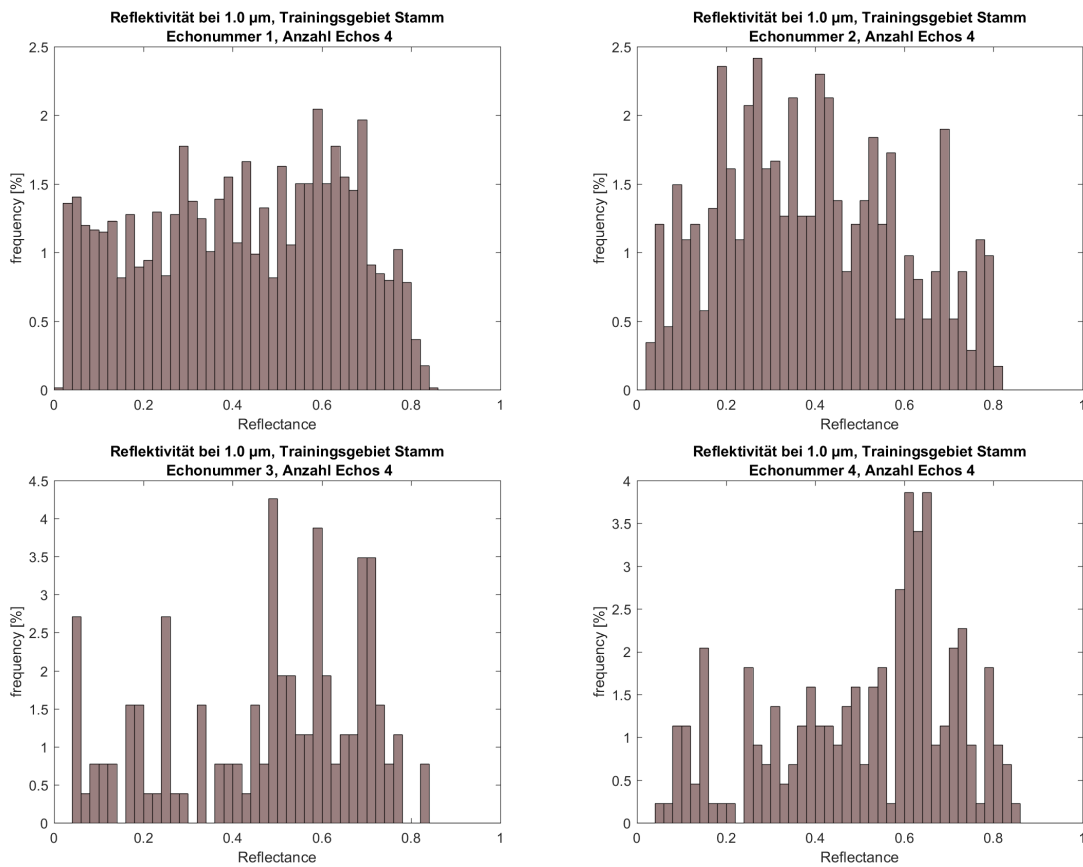 Reflektivität bei 1.0 µm, Trainingsgebiet Stamm
Echonummer 1, Anzahl Echos 4
2.5
2
1.5
1
0.5
0
frequency [%]
0 0.2 0.4 0.6 0.8 1
Reflectance
Reflektivität bei 1.0 µm, Trainingsgebiet Stamm
Echonummer 2, Anzahl Echos 4
2.5
2
1.5
1
0.5
0
frequency [%]
0 0.2 0.4 0.6 0.8 1
Reflectance
Reflektivität bei 1.0 µm, Trainingsgebiet Stamm
Echonummer 3, Anzahl Echos 4
4.5
4
3.5
3
2.5
2
1.5
1
0.5
0
frequency [%]
0 0.2 0.4 0.6 0.8 1
Reflectance
Reflektivität bei 1.0 µm, Trainingsgebiet Stamm
Echonummer 4, Anzahl Echos 4
4
3.5
3
2.5
2
1.5
1
0.5
0
frequency [%]
0 0.2 0.4 0.6 0.8 1
Reflectance